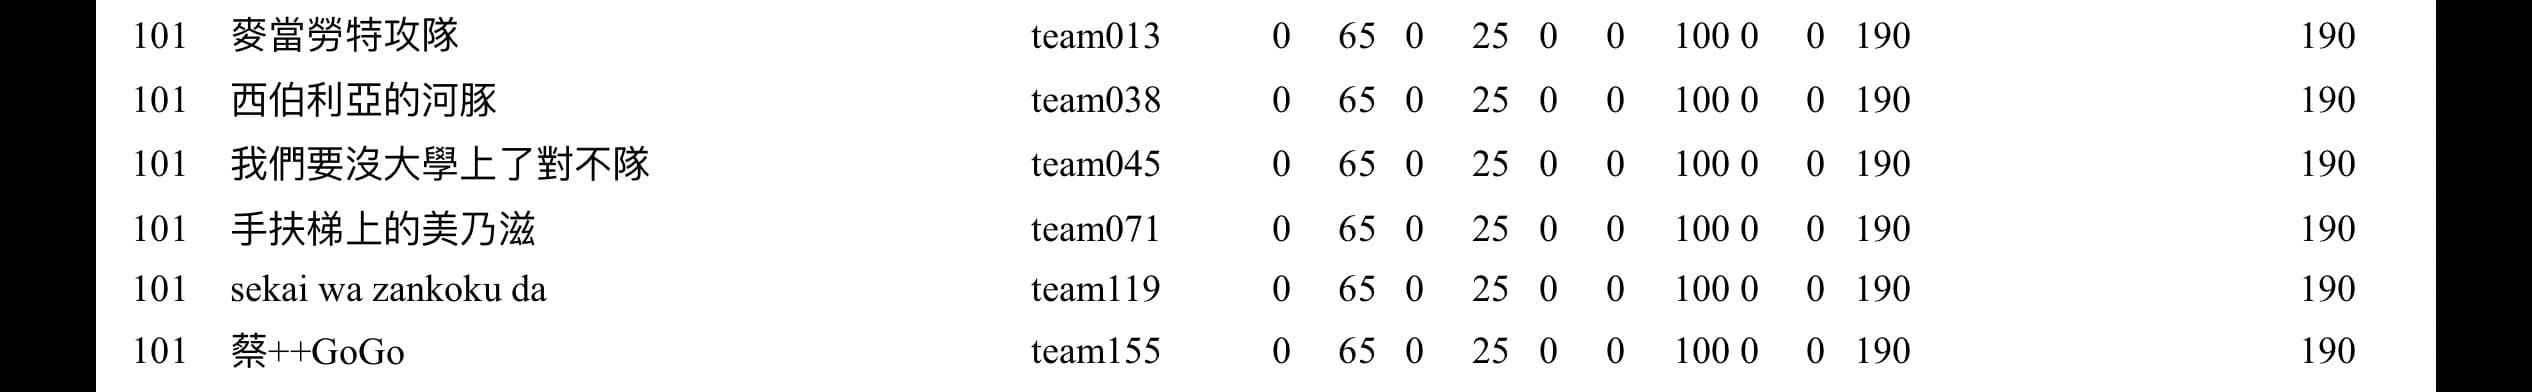 101 麥當勞特攻隊 team013 0 65 0 25 0 0 100 0 0 190 190
101 西伯利亞的河豚 team038 0 65 0 25 0 0 100 0 0 190 190
101 我們要沒大學上了對不隊 team045 0 65 0 25 0 0 100 0 0 190 190
101 手扶梯上的美乃滋 team071 0 65 0 25 0 0 100 0 0 190 190
101 sekai wa zankoku da team119 0 65 0 25 0 0 100 0 0 190 190
101 蔡++GoGo team155 0 65 0 25 0 0 100 0 0 190 190